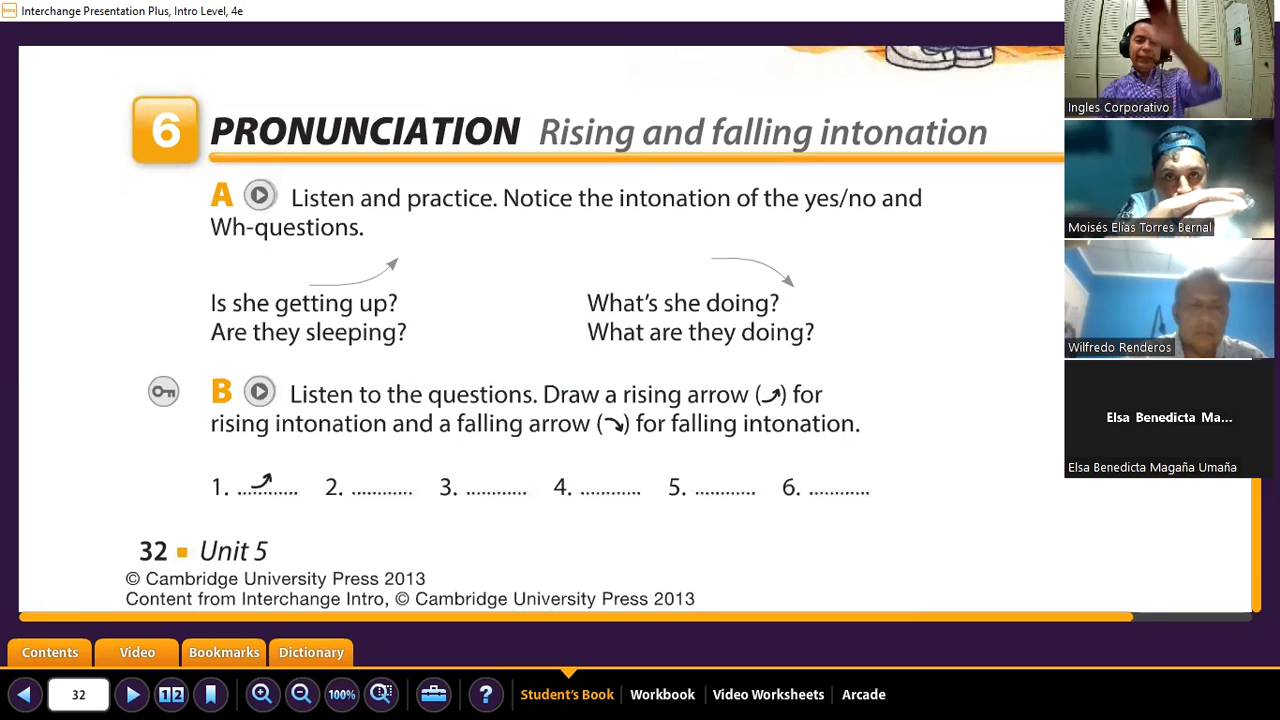 Interchange Presentation Plus, Intro Level, 4e
6 PRONUNCIATION Rising and falling intonation
A Listen and practice. Notice the intonation of the yes/no and
Wh-questions.
Is she getting up? What's she doing?
Are they sleeping? What are they doing?
B Listen to the questions. Draw a rising arrow ( ) for
rising intonation and a falling arrow ( ) for falling intonation.
1. ............ 2. ............ 3. ............ 4. ............ 5. ............ 6. ............
32 ■ Unit 5
© Cambridge University Press 2013
Content from Interchange Intro, © Cambridge University Press 2013
Ingles Corporativo
Moisés Elías Torres Bernal
Wilfredo Renderos
Elsa Benedicta Ma...
Elsa Benedicta Magaña Umaña
Contents Video Bookmarks Dictionary
32 1 2 100% ? Student's Book Workbook Video Worksheets Arcade